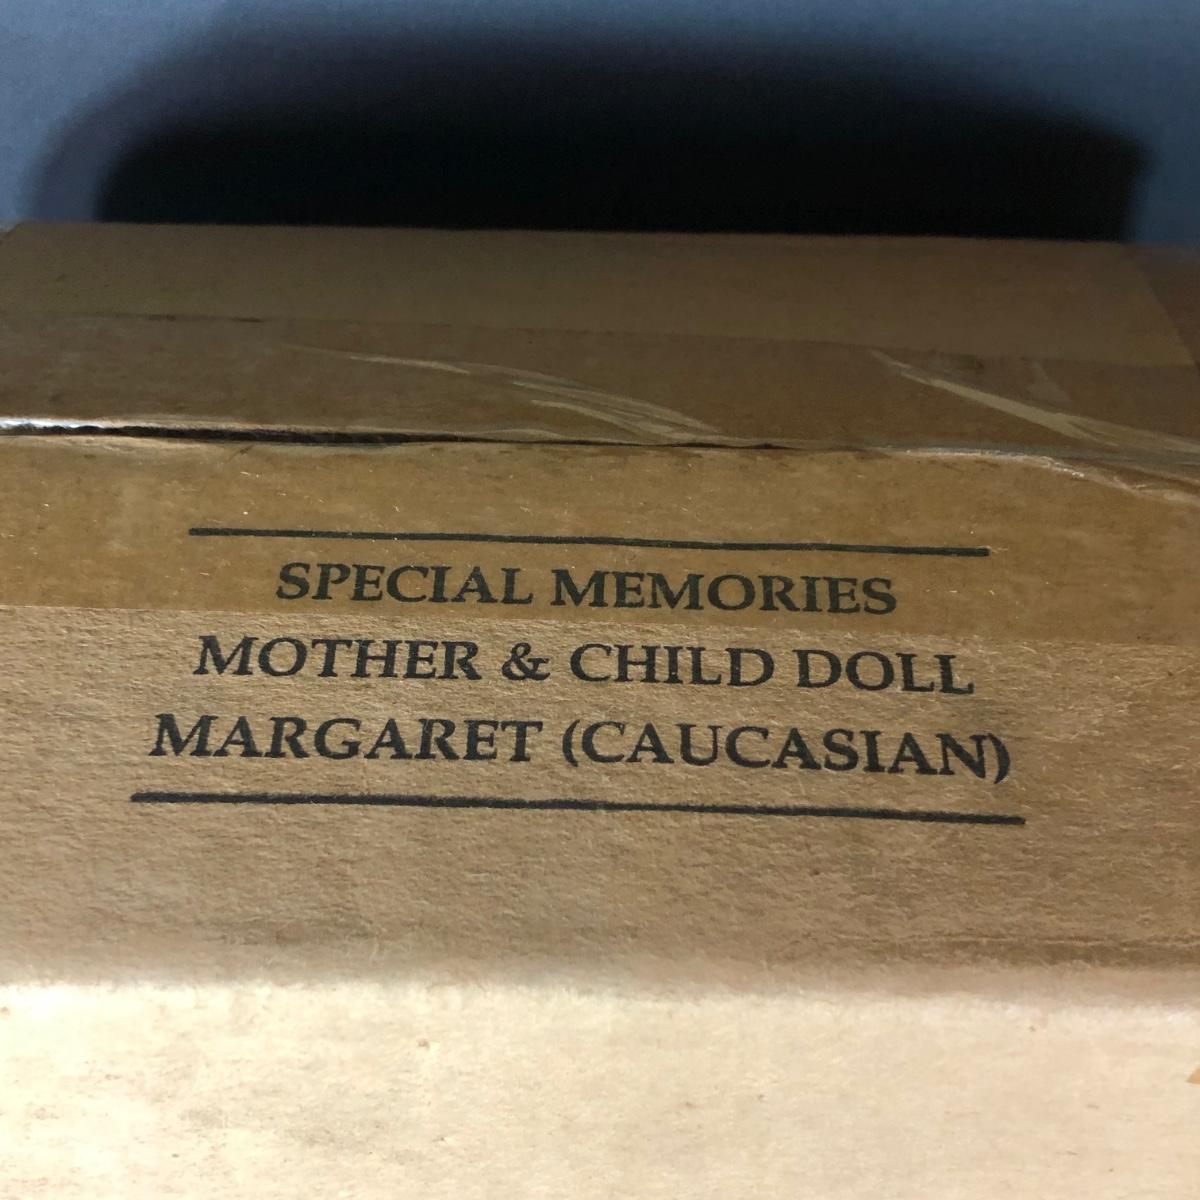 SPECIAL MEMORIES
MOTHER & CHILD DOLL
MARGARET (CAUCASIAN)